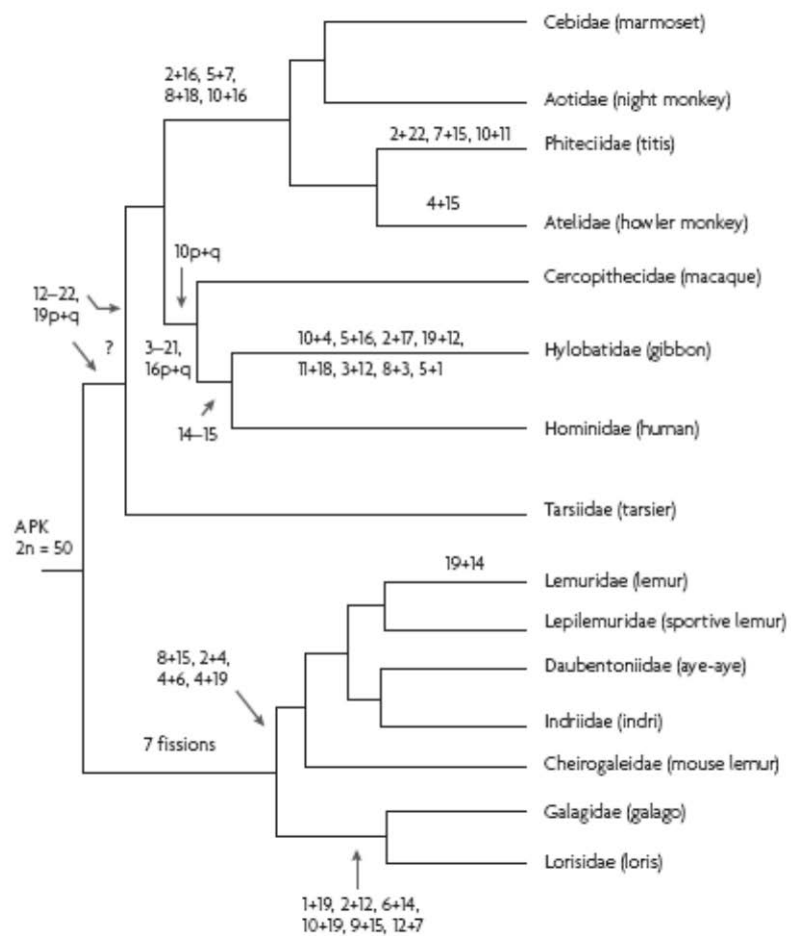 Cebidae (marmoset)
2+16, 5+7,
8+18, 10+16
Aotidae (night monkey)
2+22, 7+15, 10+11
Phiteciidae (titis)
4+15
Atelidae (howler monkey)
10p+q
Cercopithecidae (macaque)
12–22,
19p+q
?
3–21,
16p+q
10+4, 5+16, 2+17, 19+12,
Hylobatidae (gibbon)
11+18, 3+12, 8+3, 5+1
14–15
Hominidae (human)
Tarsiidae (tarsier)
APK
2n = 50
19+14
Lemuridae (lemur)
Lepilemuridae (sportive lemur)
8+15, 2+4,
4+6, 4+19
Daubentoniidae (aye-aye)
Indriidae (indri)
7 fissions
Cheirogaleidae (mouse lemur)
Galagidae (galago)
Lorisidae (loris)
1+19, 2+12, 6+14,
10+19, 9+15, 12+7